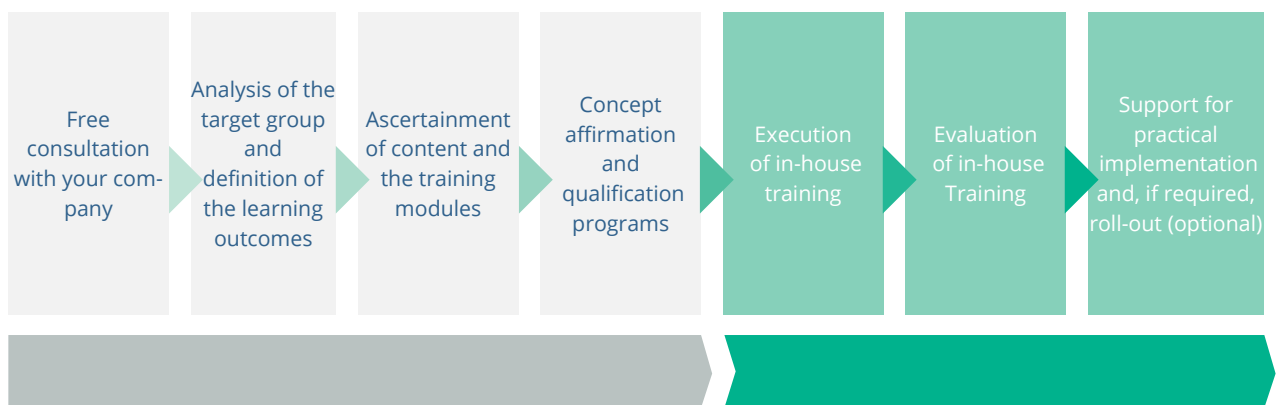 Free
consultation
with your com-
pany
Analysis of the
target group
and
definition of
the learning
outcomes
Ascertainment
of content and
the training
modules
Concept
affirmation
and
qualification
programs
Execution
of in-house
training
Evaluation
of in-house
Training
Support for
practical
implementation
and, if required,
roll-out (optional)